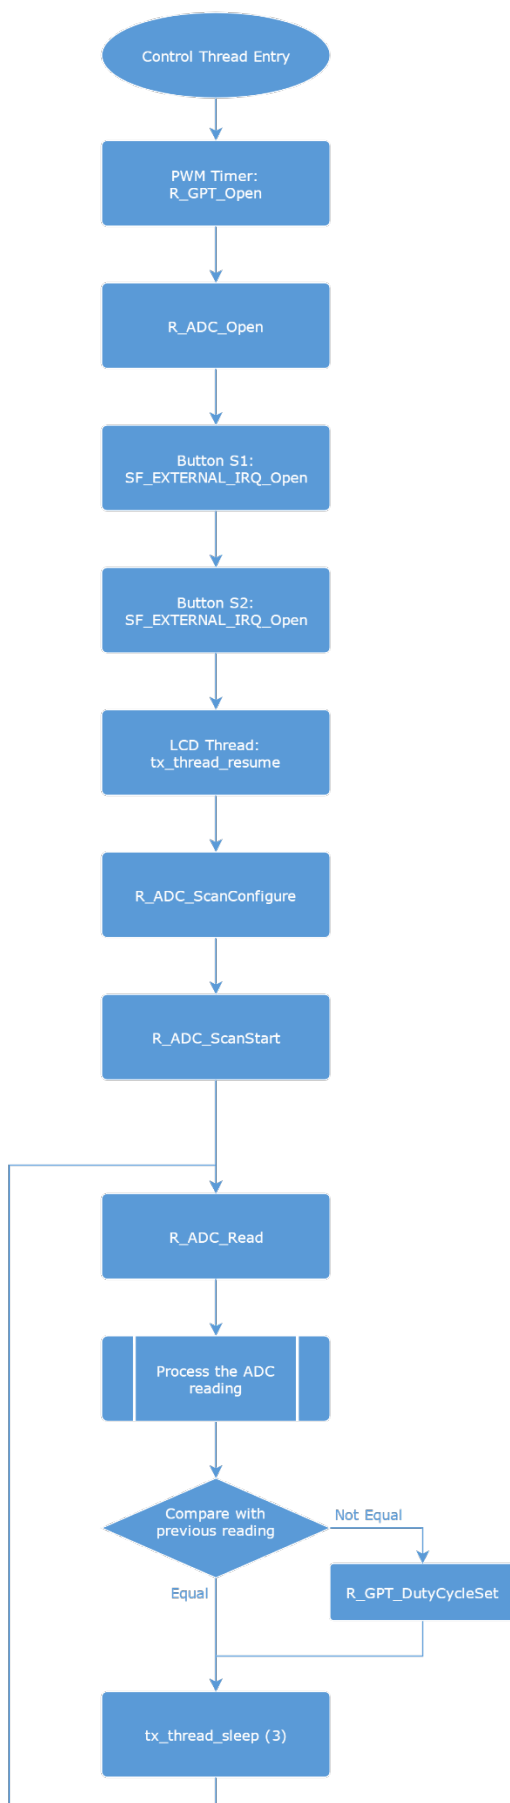 Control Thread Entry
PWM Timer:
R_GPT_Open
R_ADC_Open
Button S1:
SF_EXTERNAL_IRQ_Open
Button S2:
SF_EXTERNAL_IRQ_Open
LCD Thread:
tx_thread_resume
R_ADC_ScanConfigure
R_ADC_ScanStart
R_ADC_Read
Process the ADC
reading
Compare with
previous reading
Not Equal
Equal
R_GPT_DutyCycleSet
tx_thread_sleep (3)